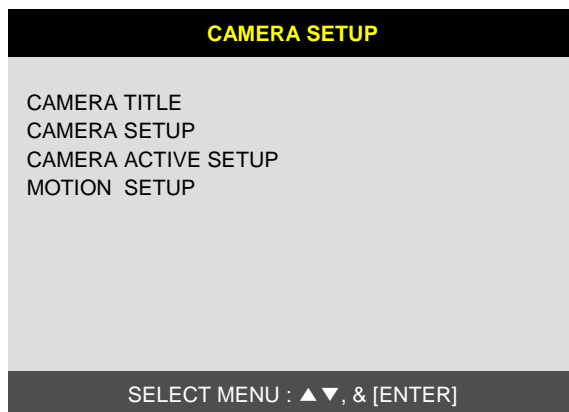 CAMERA SETUP
CAMERA TITLE
CAMERA SETUP
CAMERA ACTIVE SETUP
MOTION  SETUP
SELECT MENU : ▲▼, & [ENTER]